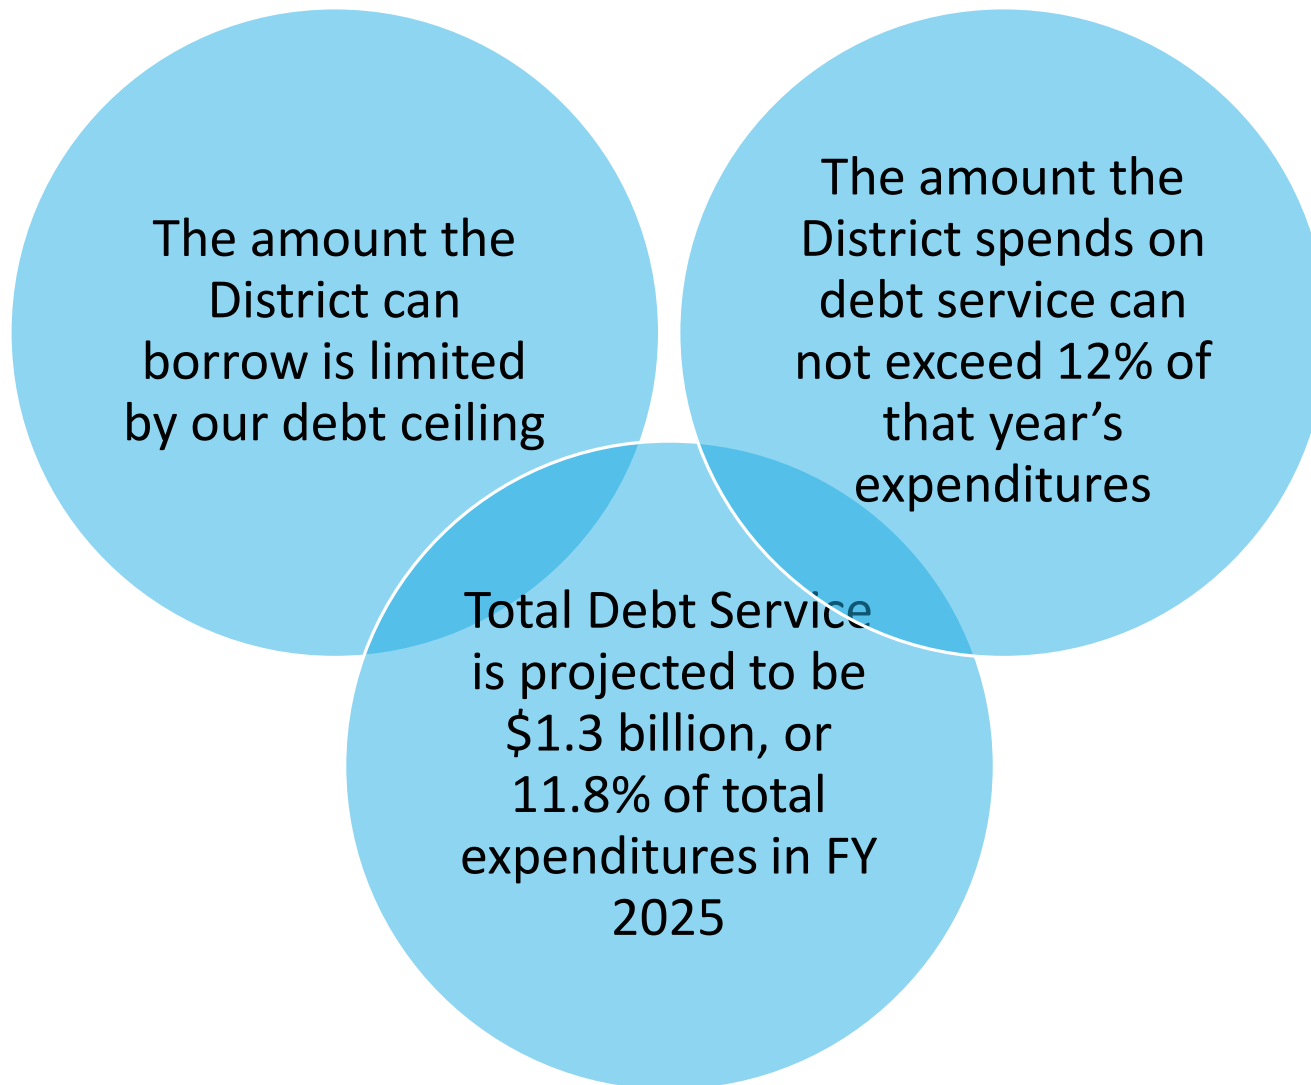 The amount the
District can
borrow is limited
by our debt ceiling
The amount the
District spends on
debt service can
not exceed 12% of
that year’s
expenditures
Total Debt Service
is projected to be
$1.3 billion, or
11.8% of total
expenditures in FY
2025